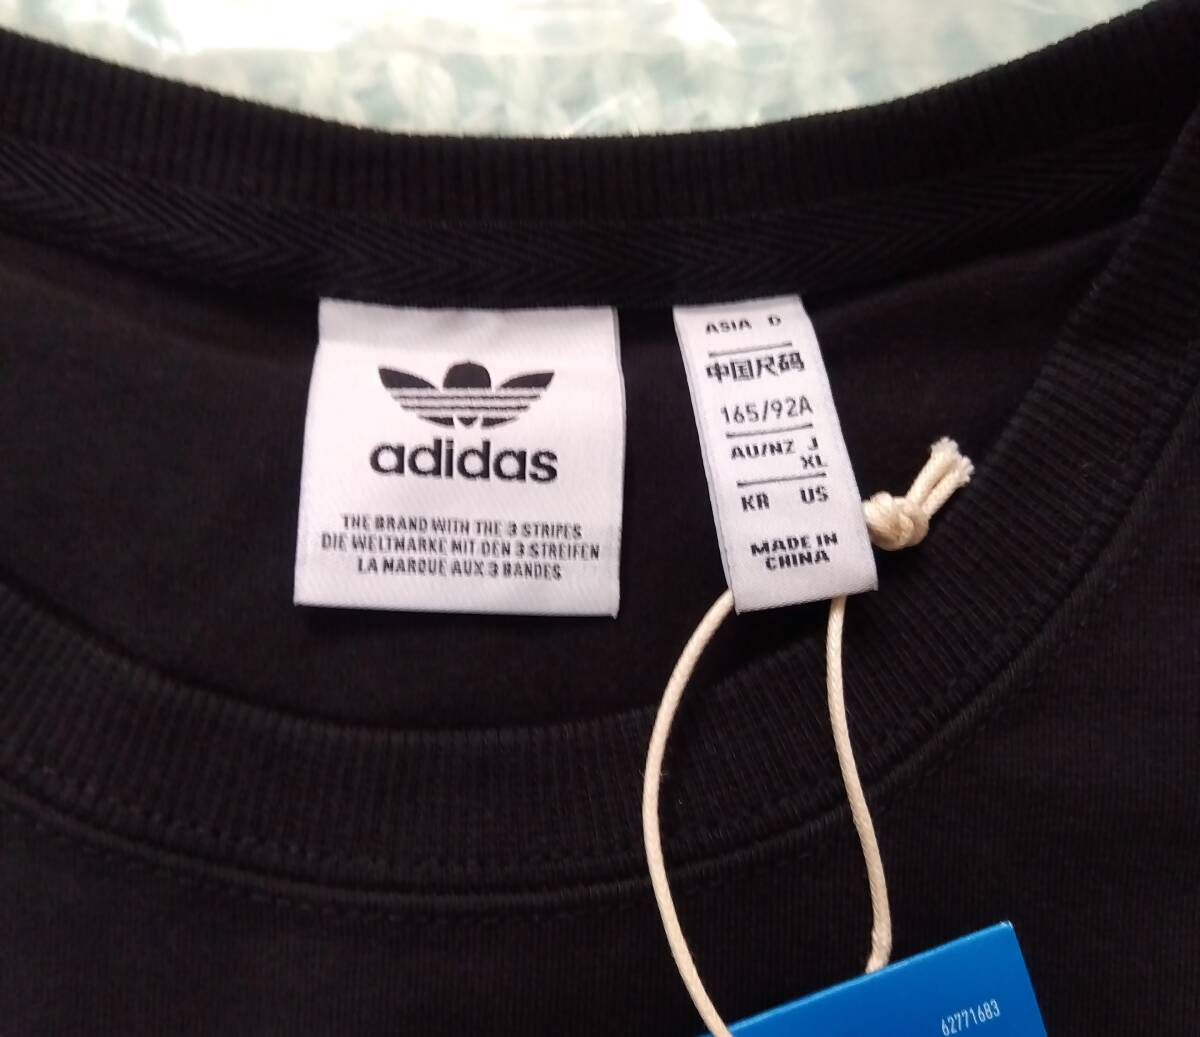 adidas
THE BRAND WITH THE 3 STRIPES
DIE WELTMARKE MIT DEN 3 STREIFEN
LA MARQUE AUX 3 BANDES
ASIA D
中国尺码
165/92A
AU/NZ J
XL
KR US
MADE IN
CHINA
62771683